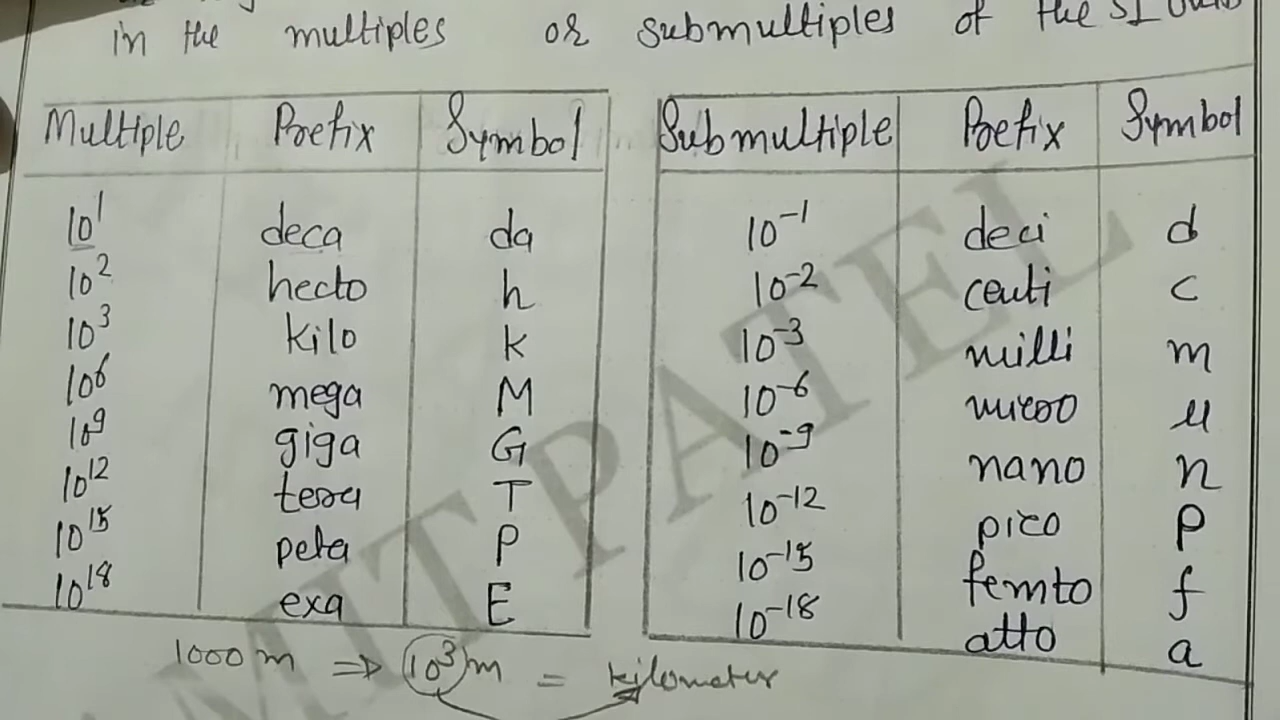 in the multiples or submultiples of the SI
Multiple Prefix Symbol Submultiple Prefix Symbol
10¹ deca da 10⁻¹ deci d
10² hecto h 10⁻² centi c
10³ kilo k 10⁻³ milli m
10⁶ mega M 10⁻⁶ micro μ
10⁹ giga G 10⁻⁹ nano n
10¹² tera T 10⁻¹² pico p
10¹⁵ peta P 10⁻¹⁵ femto f
10¹⁸ exa E 10⁻¹⁸ atto a
1000 m ⇒ 10³ m = kilometer
MIT PATEL